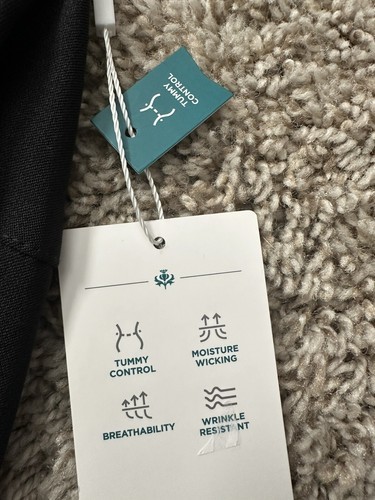 TUMMY
CONTROL
TUMMY
CONTROL
MOISTURE
WICKING
BREATHABILITY
WRINKLE
RESISTANT